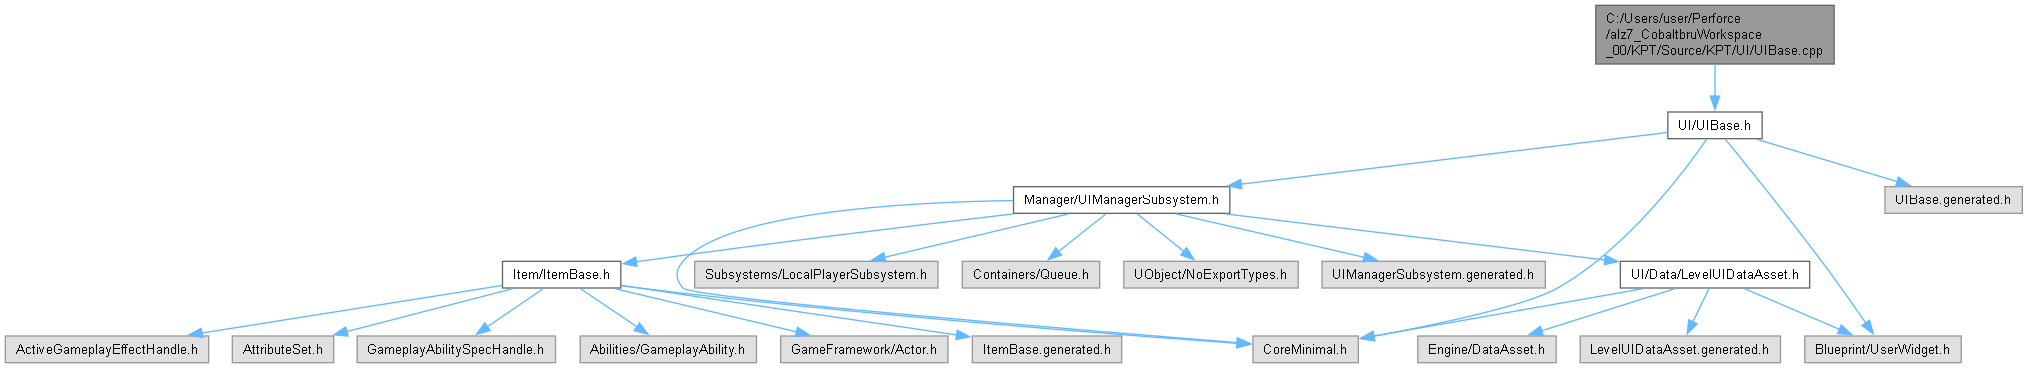 C:/Users/user/Perforce
/alz7_CobaltbruWorkspace
_00/KPT/Source/KPT/UI/UIBase.cpp
UI/UIBase.h
Manager/UIManagerSubsystem.h
UIBase.generated.h
Item/ItemBase.h
Subsystems/LocalPlayerSubsystem.h
Containers/Queue.h
UObject/NoExportTypes.h
UIManagerSubsystem.generated.h
UI/Data/LevelUIDataAsset.h
ActiveGameplayEffectHandle.h
AttributeSet.h
GameplayAbilitySpecHandle.h
Abilities/GameplayAbility.h
GameFramework/Actor.h
ItemBase.generated.h
CoreMinimal.h
Engine/DataAsset.h
LevelUIDataAsset.generated.h
Blueprint/UserWidget.h